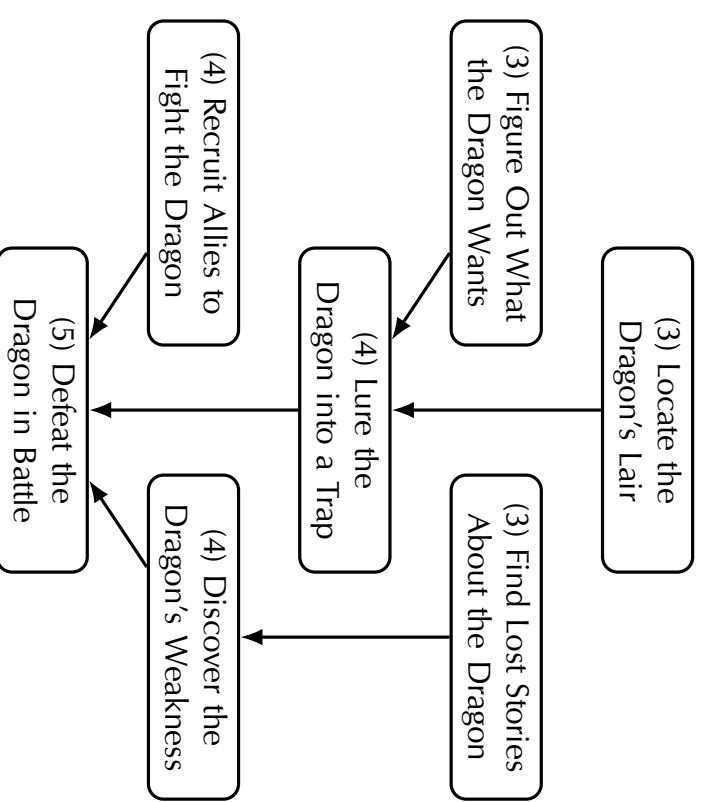 (3) Locate the
Dragon's Lair
(3) Figure Out What
the Dragon Wants
(3) Find Lost Stories
About the Dragon
(4) Lure the
Dragon into a Trap
(4) Recruit Allies to
Fight the Dragon
(4) Discover the
Dragon's Weakness
(5) Defeat the
Dragon in Battle